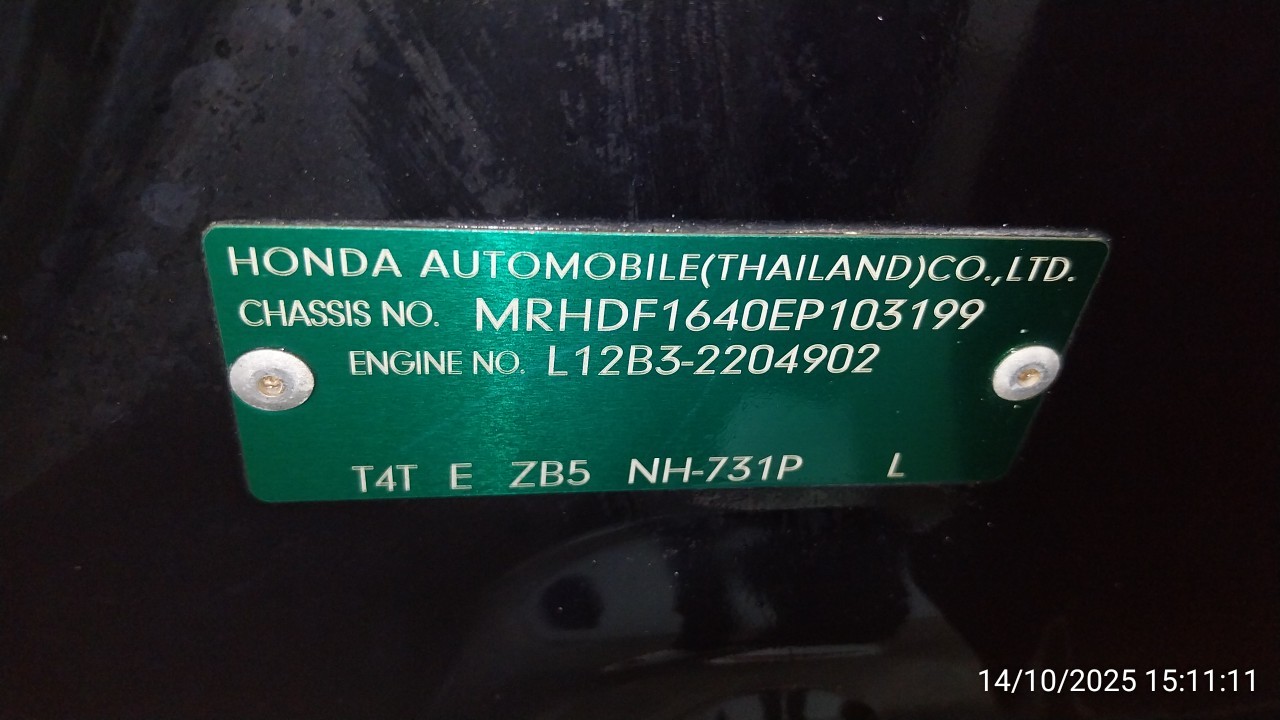 HONDA AUTOMOBILE(THAILAND)CO.,LTD.
CHASSIS NO. MRHDF1640EP103199
ENGINE NO. L12B3-2204902
T4T E ZB5 NH-731P L
14/10/2025 15:11:11